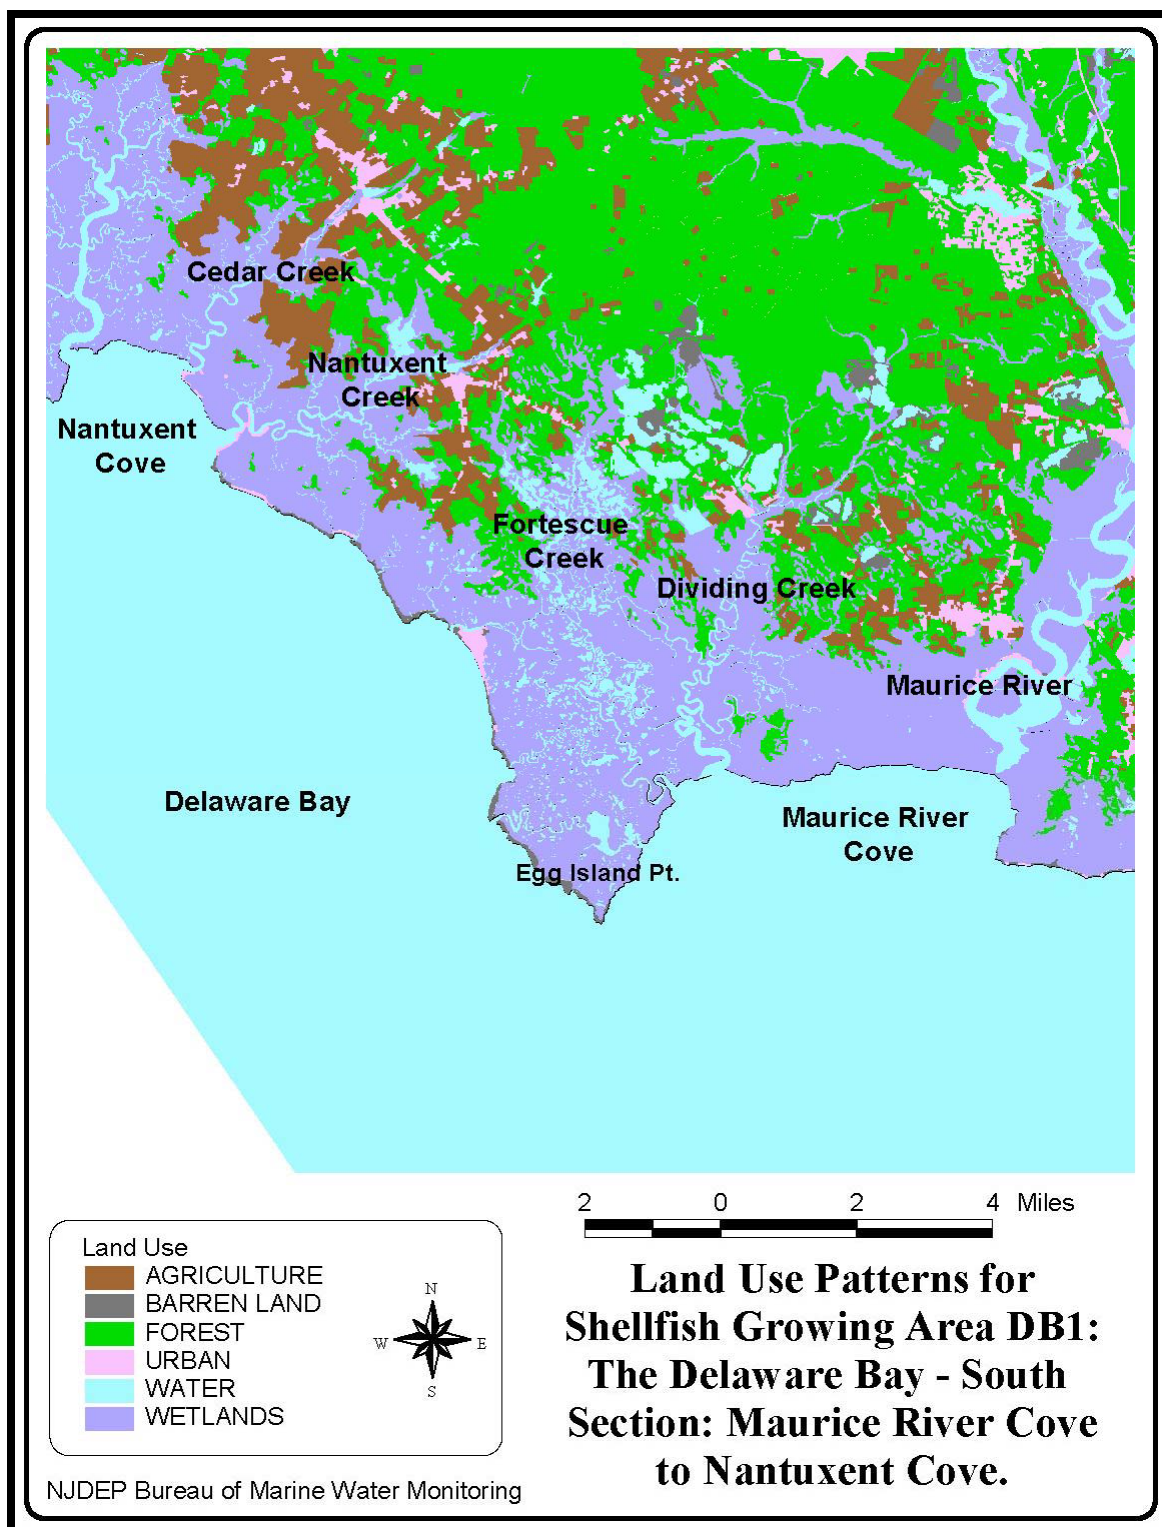 Cedar Creek
Nantuxent
Creek
Nantuxent
Cove
Fortescue
Creek
Dividing Creek
Maurice River
Delaware Bay
Maurice River
Cove
Egg Island Pt.
2 0 2 4 Miles
Land Use
AGRICULTURE
BARREN LAND
FOREST
URBAN
WATER
WETLANDS
N
W E
S
Land Use Patterns for
Shellfish Growing Area DB1:
The Delaware Bay - South
Section: Maurice River Cove
to Nantuxent Cove.
NJDEP Bureau of Marine Water Monitoring